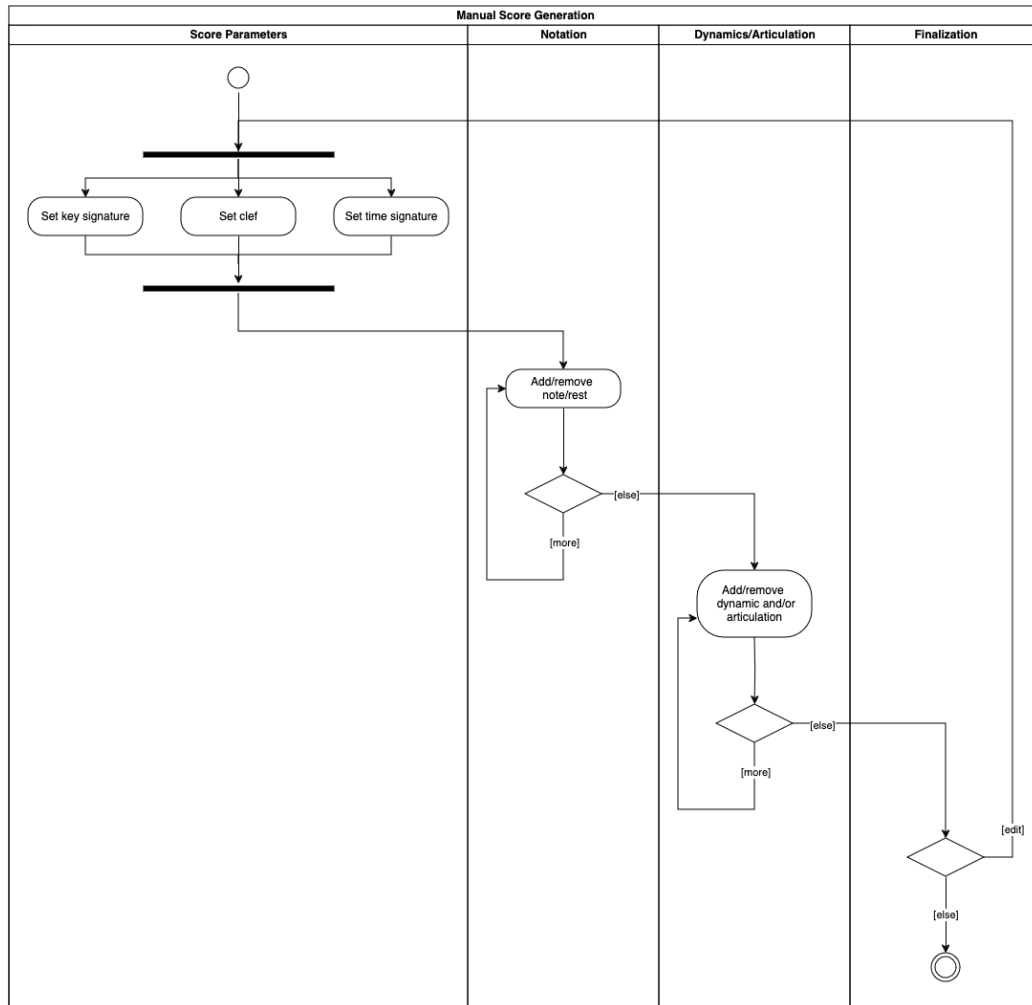 Manual Score Generation
Score Parameters
Notation
Dynamics/Articulation
Finalization
Set key signature
Set clef
Set time signature
Add/remove
note/rest
[else]
[more]
Add/remove
dynamic and/or
articulation
[else]
[more]
[edit]
[else]